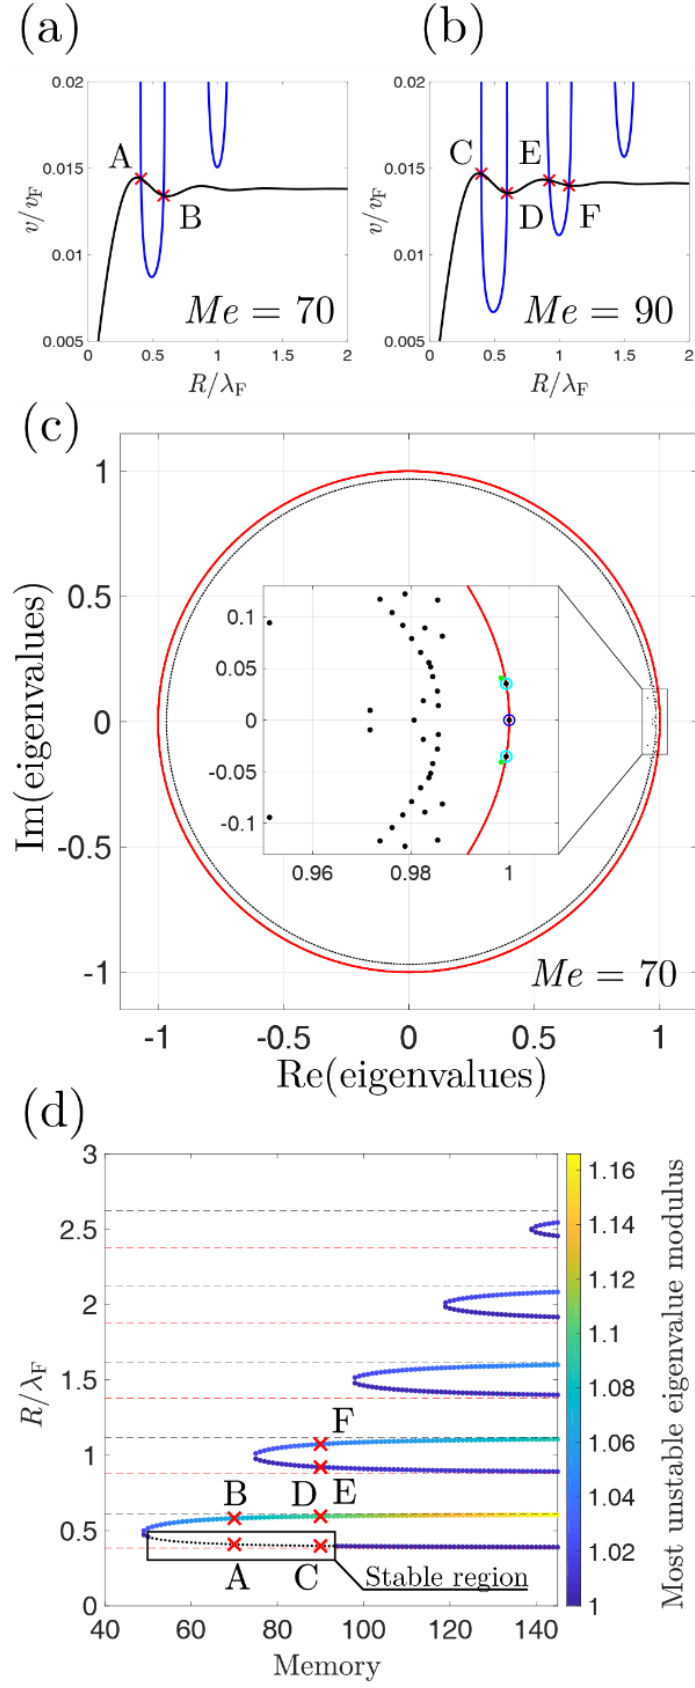 (a)
(b)
0.02
0.015
0.01
0.005
v/v_F
A
B
Me = 70
0
0.5
1
1.5
2
R/λ_F
0.02
0.015
0.01
0.005
v/v_F
C
E
D
F
Me = 90
0
0.5
1
1.5
2
R/λ_F
(c)
1
0.5
0
-0.5
-1
Im(eigenvalues)
0.1
0.05
0
-0.05
-0.1
0.96
0.98
1
Me = 70
-1
-0.5
0
0.5
1
Re(eigenvalues)
(d)
3
2.5
2
1.5
1
0.5
0
R/λ_F
F
B
D
E
A
C
Stable region
40
60
80
100
120
140
Memory
1.16
1.14
1.12
1.1
1.08
1.06
1.04
1.02
1
Most unstable eigenvalue modulus